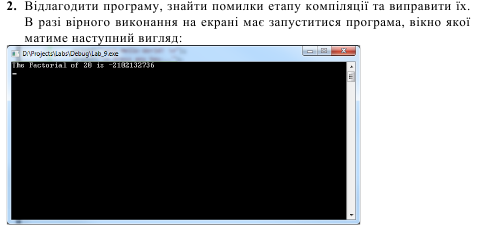 2. Відлагодити програму, знайти помилки етапу компіляції та виправити їх.
В разі вірного виконання на екрані має запуститися програма, вікно якої
матиме наступний вигляд:
D:\Projects\Labs\Debug\Lab_9.exe
The Factorial of 20 is -2102132736